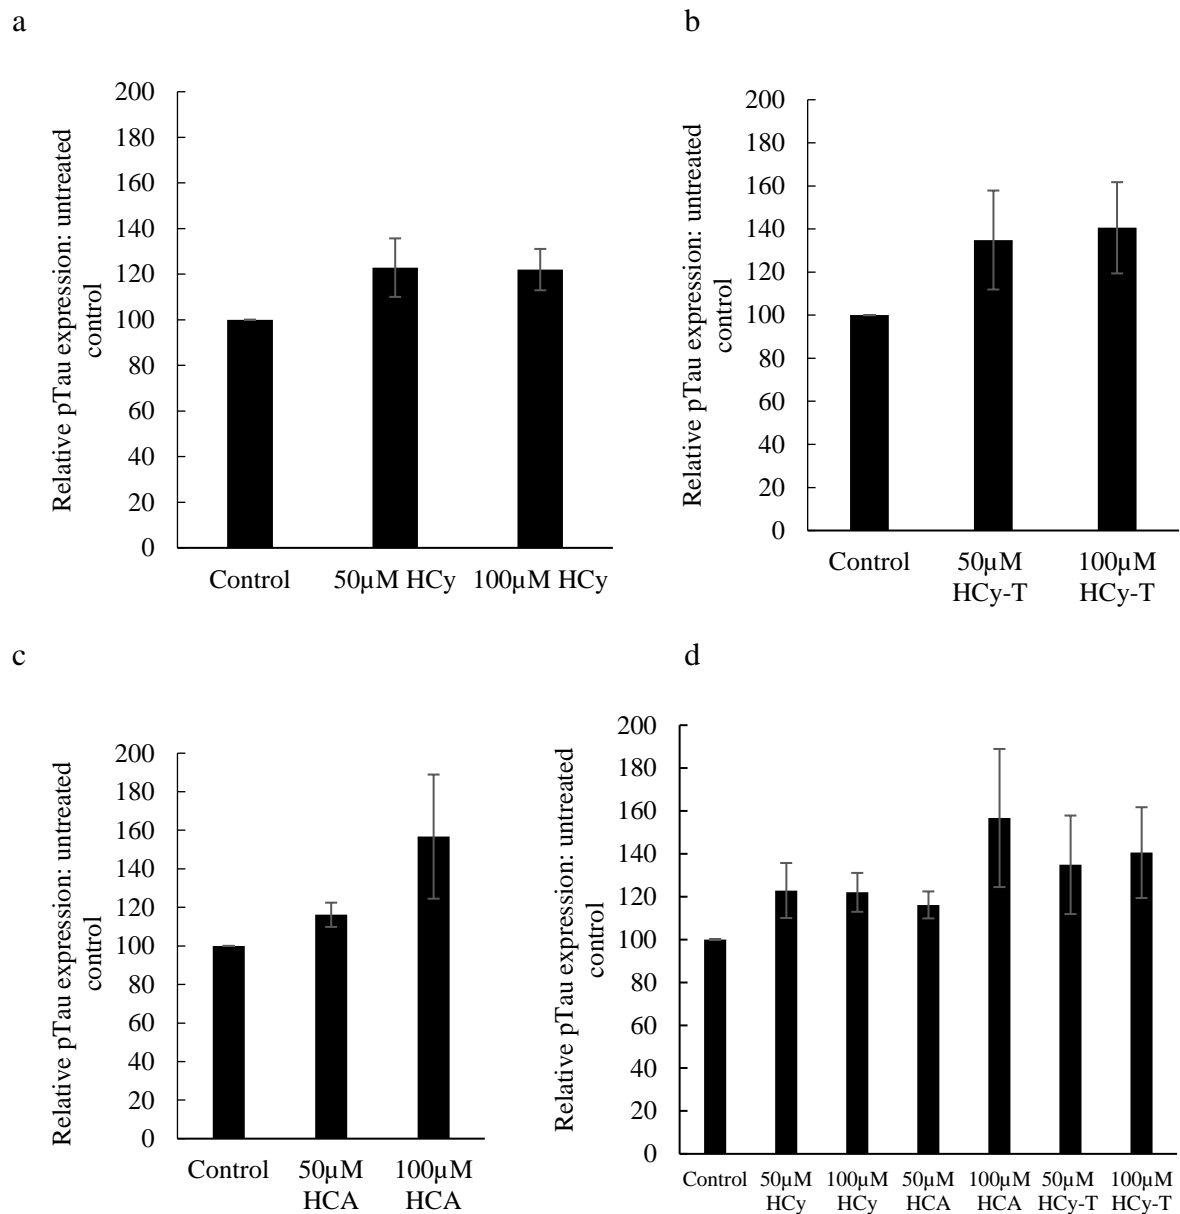 a
Relative pTau expression: untreated
control
200
180
160
140
120
100
80
60
40
20
0
Control
50µM HCy
100µM HCy
b
Relative pTau expression: untreated
control
200
180
160
140
120
100
80
60
40
20
0
Control
50µM
HCy-T
100µM
HCy-T
c
Relative pTau expression: untreated
control
200
180
160
140
120
100
80
60
40
20
0
Control
50µM
HCA
100µM
HCA
d
Relative pTau expression: untreated
control
200
180
160
140
120
100
80
60
40
20
0
Control
50µM
HCy
100µM
HCy
50µM
HCA
100µM
HCA
50µM
HCy-T
100µM
HCy-T